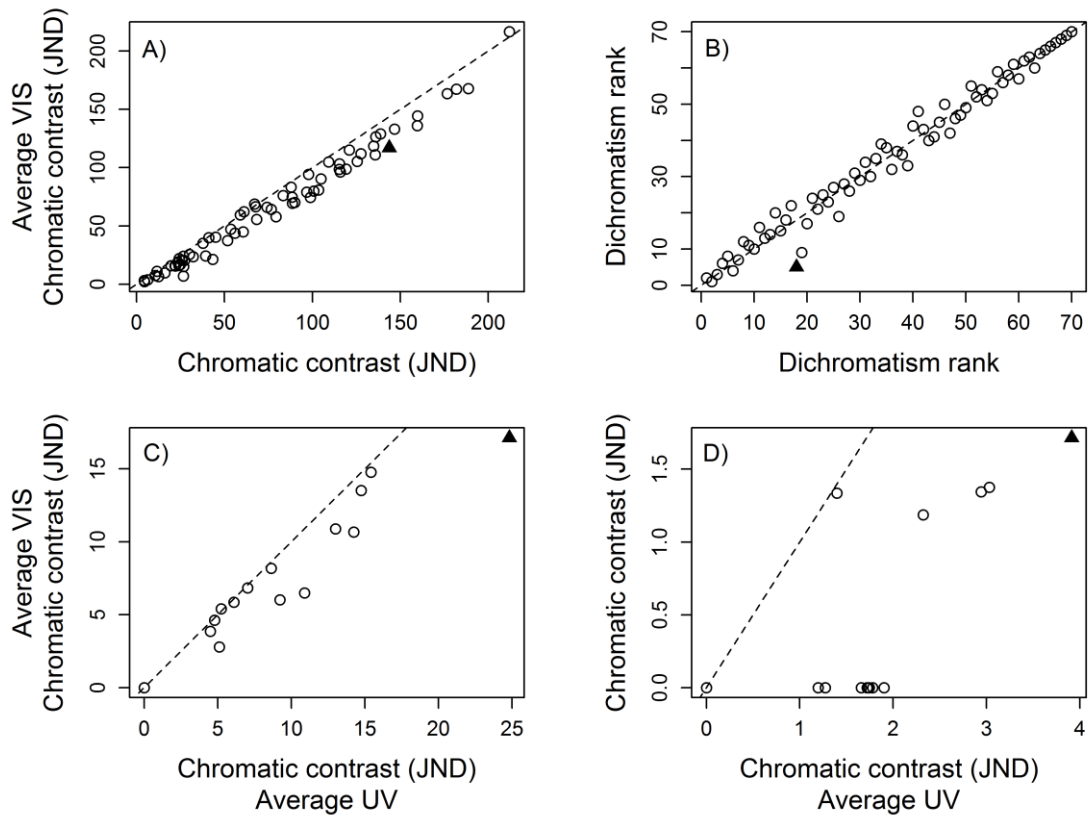 A)
Average VIS
Chromatic contrast (JND)
0 50 100 150 200
0 50 100 150 200
Chromatic contrast (JND)
B)
Dichromatism rank
0 10 30 50 70
0 10 20 30 40 50 60 70
Dichromatism rank
C)
Average VIS
Chromatic contrast (JND)
0 5 10 15
0 5 10 15 20 25
Chromatic contrast (JND)
Average UV
D)
Chromatic contrast (JND)
0.0 0.5 1.0 1.5
0 1 2 3 4
Chromatic contrast (JND)
Average UV